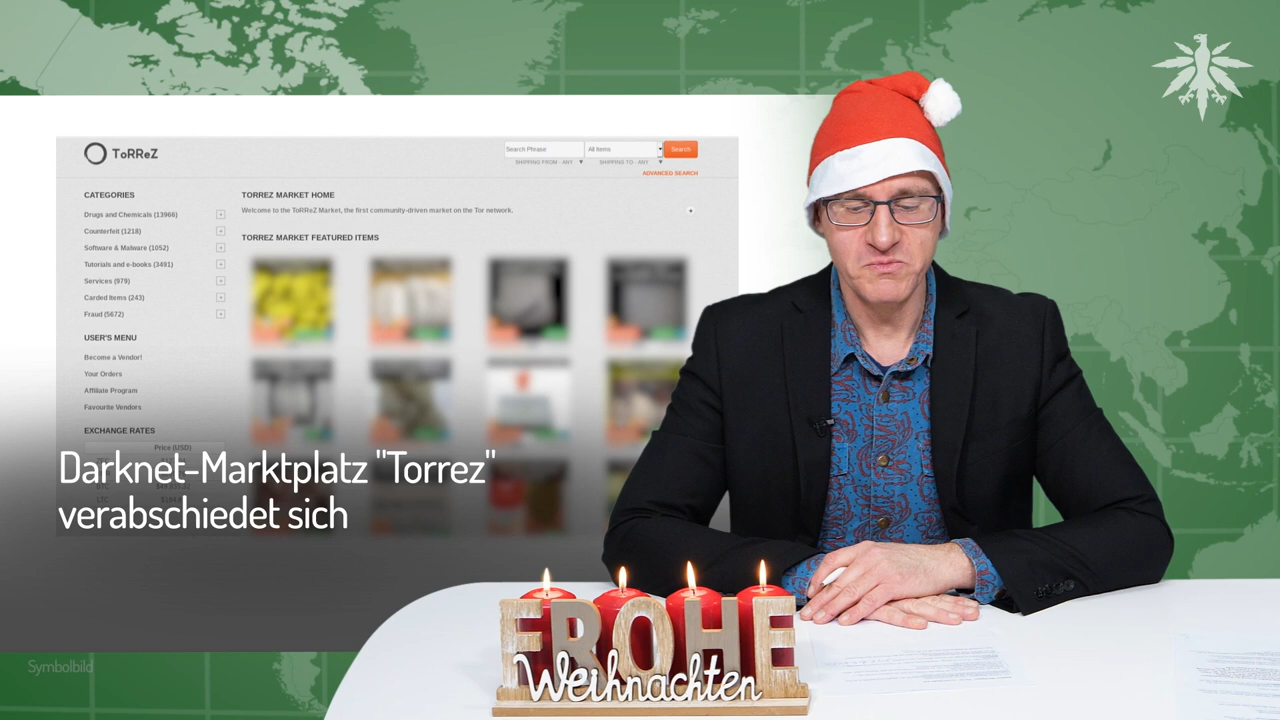 ToRReZ
Search Phrase
All Items
Search
SHIPPING FROM - ANY
SHIPPING TO - ANY
ADVANCED SEARCH
CATEGORIES
Drugs and Chemicals (13966)
Counterfeit (1218)
Software & Malware (1052)
Tutorials and e-books (3491)
Services (979)
Carded Items (243)
Fraud (5672)
USER'S MENU
Become a Vendor!
Your Orders
Affiliate Program
Favourite Vendors
EXCHANGE RATES
Price (USD)
TORREZ MARKET HOME
Welcome to the ToRReZ Market, the first community-driven market on the Tor network.
TORREZ MARKET FEATURED ITEMS
Darknet-Marktplatz "Torrez"
verabschiedet sich
FROHE
Weihnachten
Symbolbild